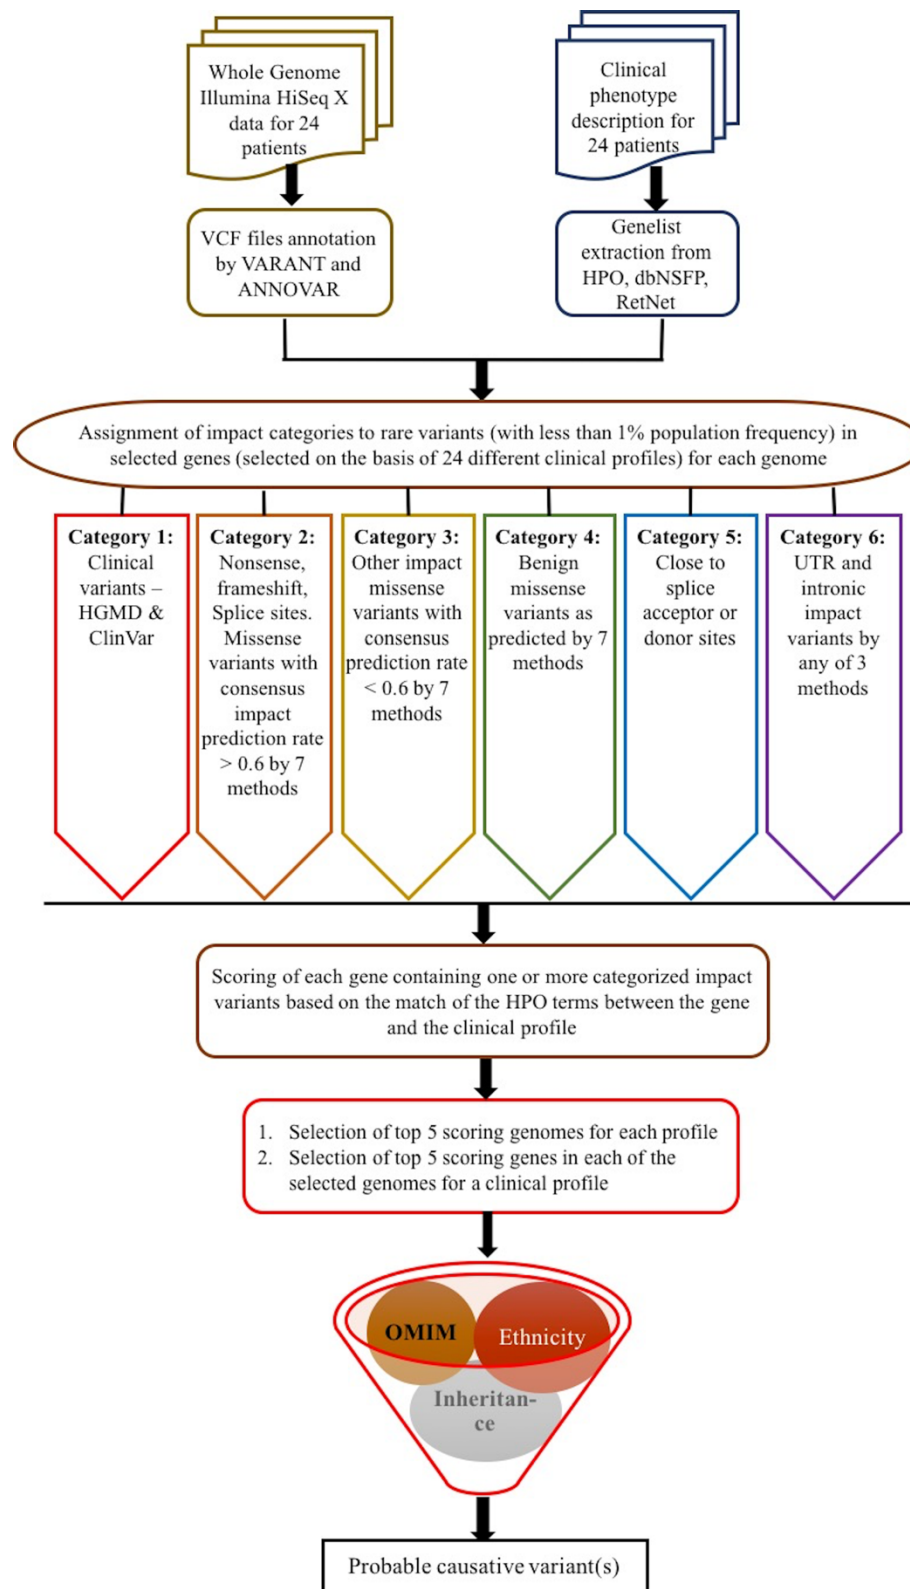 Whole Genome
Illumina HiSeq X
data for 24
patients
Clinical
phenotype
description for
24 patients
VCF files annotation
by VARANT and
ANNOVAR
Genelist
extraction from
HPO, dbNSFP,
RetNet
Assignment of impact categories to rare variants (with less than 1% population frequency) in
selected genes (selected on the basis of 24 different clinical profiles) for each genome
Category 1:
Clinical
variants –
HGMD &
ClinVar
Category 2:
Nonsense,
frameshift,
Splice sites.
Missense
variants with
consensus
impact
prediction rate
> 0.6 by 7
methods
Category 3:
Other impact
missense
variants with
consensus
prediction rate
< 0.6 by 7
methods
Category 4:
Benign
missense
variants as
predicted by 7
methods
Category 5:
Close to
splice
acceptor or
donor sites
Category 6:
UTR and
intronic
impact
variants by
any of 3
methods
Scoring of each gene containing one or more categorized impact
variants based on the match of the HPO terms between the gene
and the clinical profile
1. Selection of top 5 scoring genomes for each profile
2. Selection of top 5 scoring genes in each of the
selected genomes for a clinical profile
OMIM
Ethnicity
Inheritan-
ce
Probable causative variant(s)